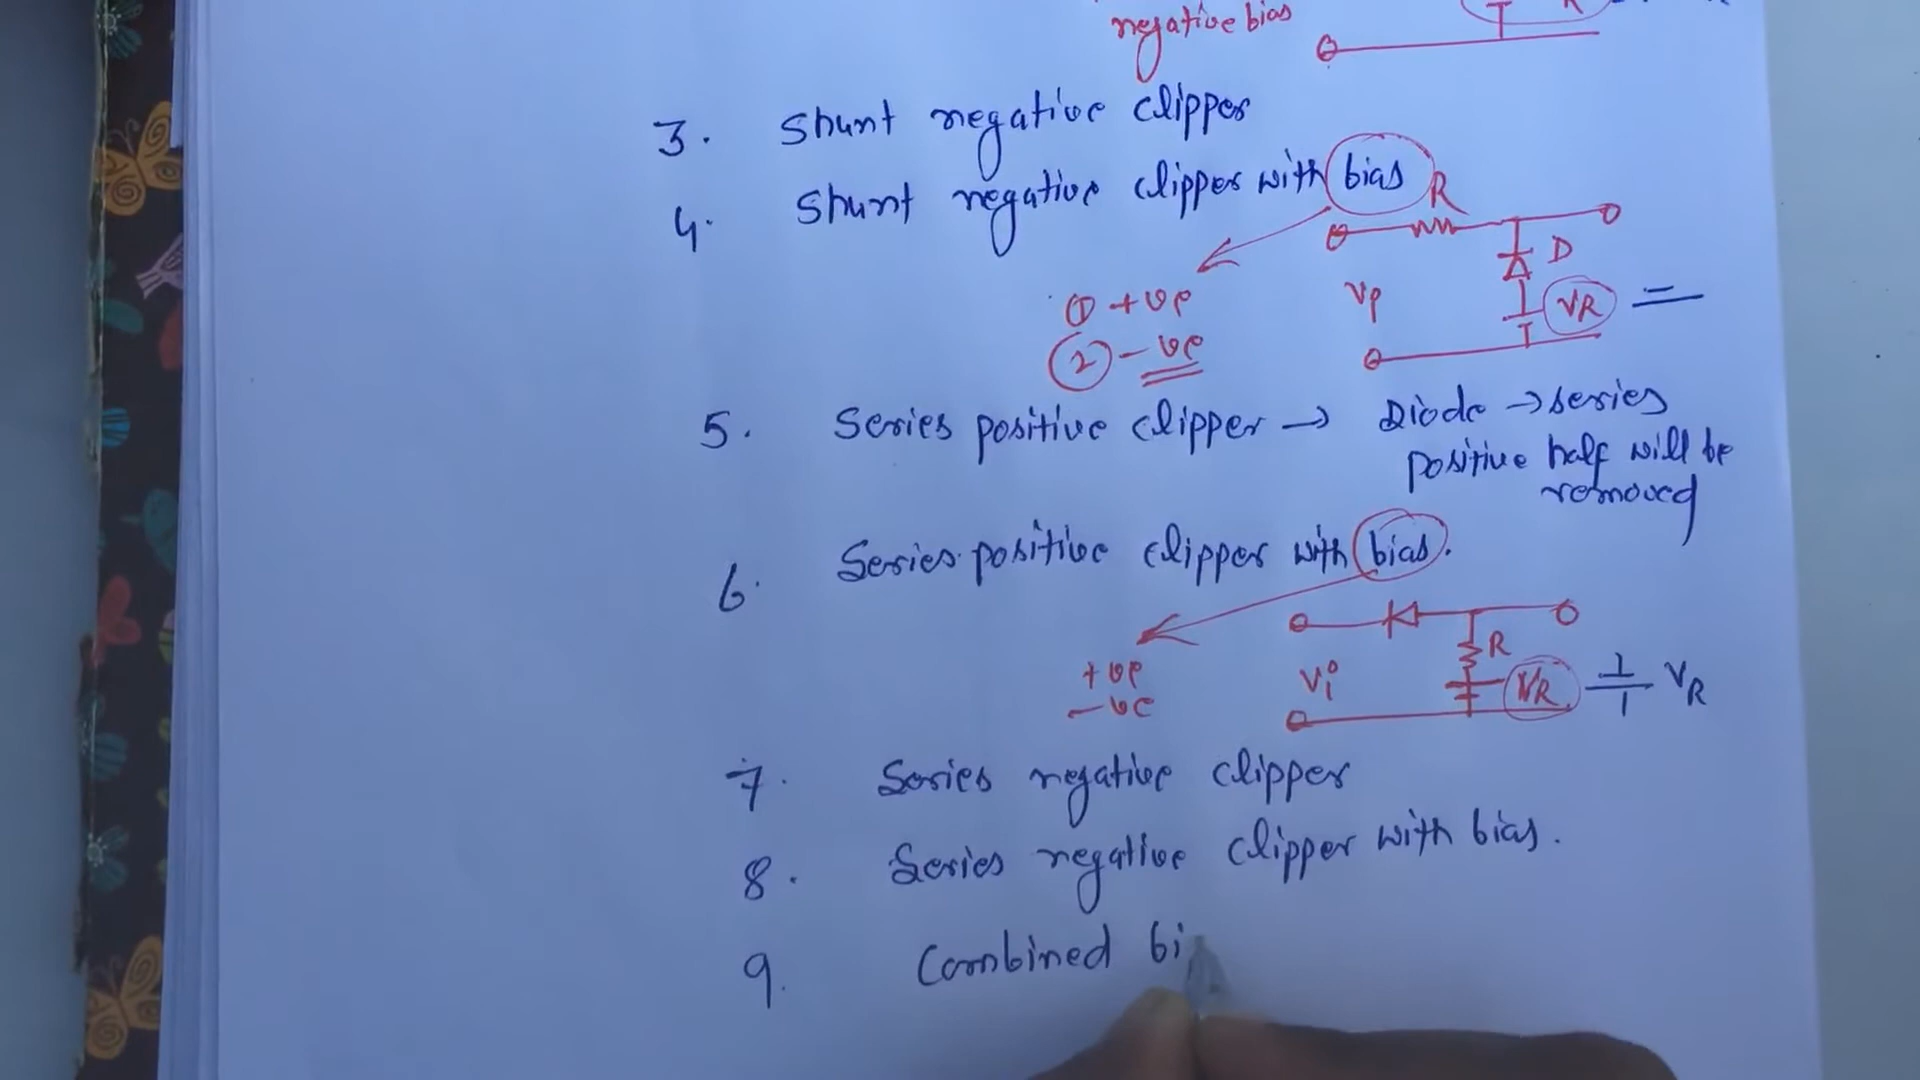 negative bias
3. Shunt negative clipper
4. Shunt negative clipper with bias
R
D
① +ve
Vi
VR
② -ve
5. Series positive clipper → Diode → series
positive half will be
removed
6. Series positive clipper with bias.
R
+ve
Vi
VR
VR
-ve
7. Series negative clipper
8. Series negative clipper with bias.
9. Combined bi